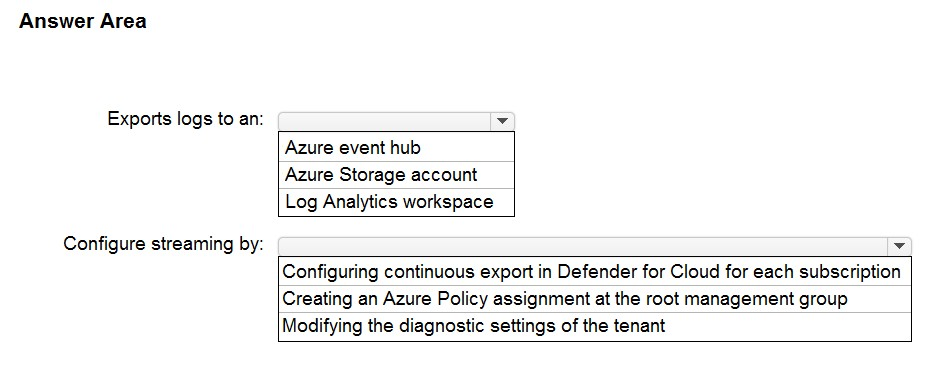 Answer Area
Exports logs to an:
Azure event hub
Azure Storage account
Log Analytics workspace
Configure streaming by:
Configuring continuous export in Defender for Cloud for each subscription
Creating an Azure Policy assignment at the root management group
Modifying the diagnostic settings of the tenant